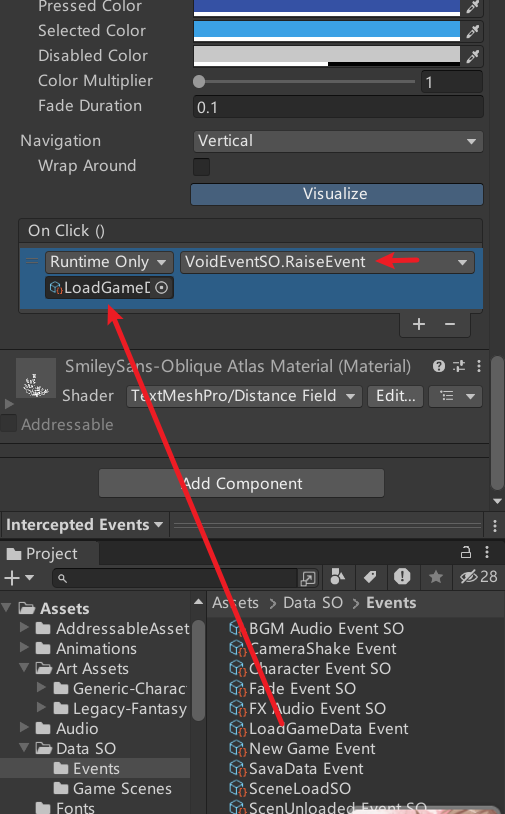 Pressed Color
Selected Color
Disabled Color
Color Multiplier 1
Fade Duration 0.1
Navigation Vertical
Wrap Around
Visualize
On Click ()
Runtime Only VoidEventSO.RaiseEvent
LoadGameD
SmileySans-Oblique Atlas Material (Material)
Shader TextMeshPro/Distance Field Edit...
Addressable
Add Component
Intercepted Events
Project
28
Assets
AddressableAsset
Animations
Art Assets
Generic-Charac
Legacy-Fantasy
Audio
Data SO
Events
Game Scenes
Fonts
Assets > Data SO > Events
BGM Audio Event SO
CameraShake Event
Character Event SO
Fade Event SO
FX Audio Event SO
LoadGameData Event
New Game Event
SavaData Event
SceneLoadSO
ScenUnloaded Event SO